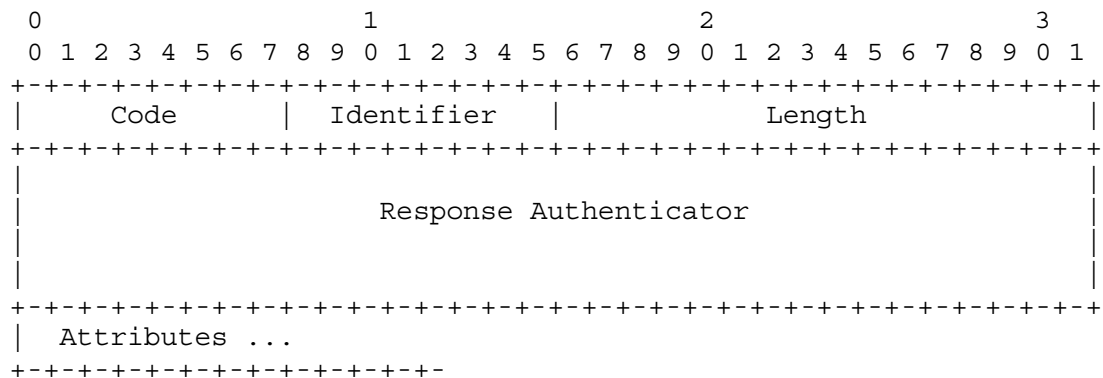 0                   1                   2                   3
 0 1 2 3 4 5 6 7 8 9 0 1 2 3 4 5 6 7 8 9 0 1 2 3 4 5 6 7 8 9 0 1
+-+-+-+-+-+-+-+-+-+-+-+-+-+-+-+-+-+-+-+-+-+-+-+-+-+-+-+-+-+-+-+-+
|     Code      |  Identifier   |            Length             |
+-+-+-+-+-+-+-+-+-+-+-+-+-+-+-+-+-+-+-+-+-+-+-+-+-+-+-+-+-+-+-+-+
|                                                               |
|                     Response Authenticator                    |
|                                                               |
|                                                               |
+-+-+-+-+-+-+-+-+-+-+-+-+-+-+-+-+-+-+-+-+-+-+-+-+-+-+-+-+-+-+-+-+
|  Attributes ...
+-+-+-+-+-+-+-+-+-+-+-+-+-